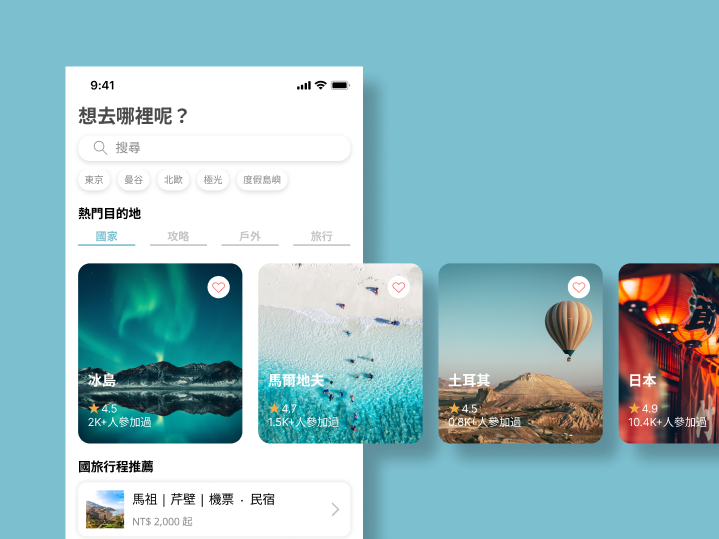 9:41
想去哪裡呢？
搜尋
東京 曼谷 北歐 極光 度假島嶼
熱門目的地
國家 攻略 戶外 旅行
冰島
4.5
2K+人參加過
馬爾地夫
4.7
1.5K+人參加過
土耳其
4.5
0.8K+人參加過
日本
4.9
10.4K+人參加過
國旅行程推薦
馬祖｜芹壁｜機票 · 民宿
NT$ 2,000 起